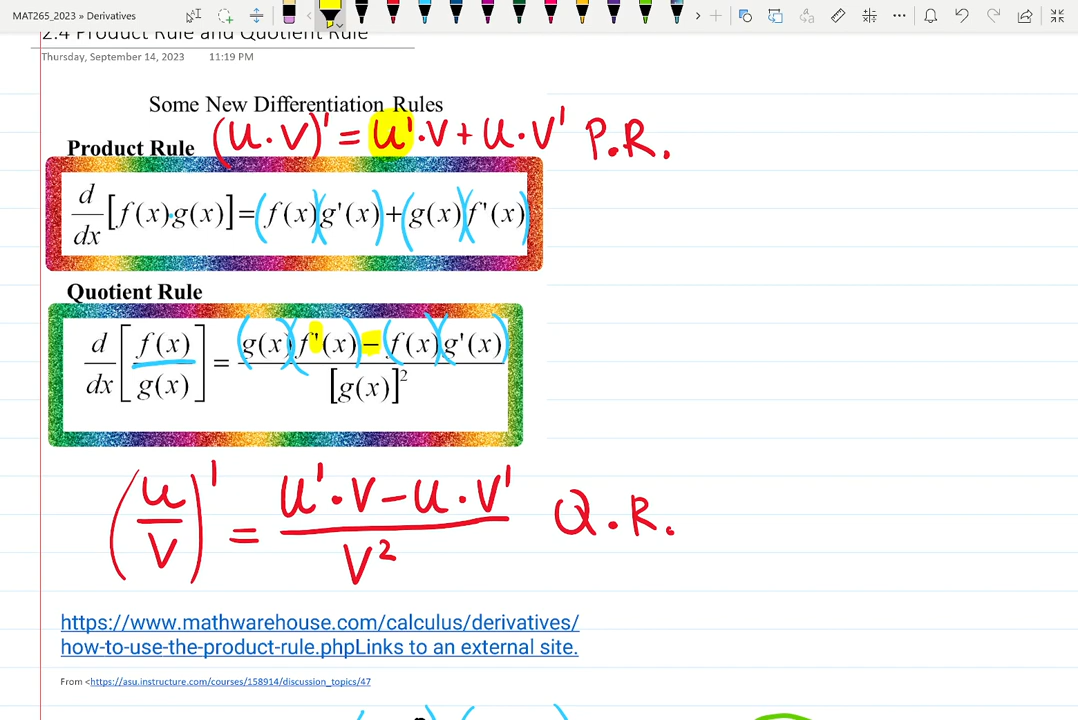 MAT265_2023 » Derivatives
2.4 Product Rule and Quotient Rule
Thursday, September 14, 2023 11:19 PM
Some New Differentiation Rules
(u·v)' = u'·v + u·v' P.R.
Product Rule
d/dx [f(x)·g(x)] = (f(x))(g'(x)) + (g(x))(f'(x))
Quotient Rule
d/dx [f(x)/g(x)] = ((g(x))(f'(x)) − (f(x))(g'(x)))/[g(x)]²
(u/v)' = (u'·v − u·v')/v² Q.R.
https://www.mathwarehouse.com/calculus/derivatives/
how-to-use-the-product-rule.phpLinks to an external site.
From <https://asu.instructure.com/courses/158914/discussion_topics/47